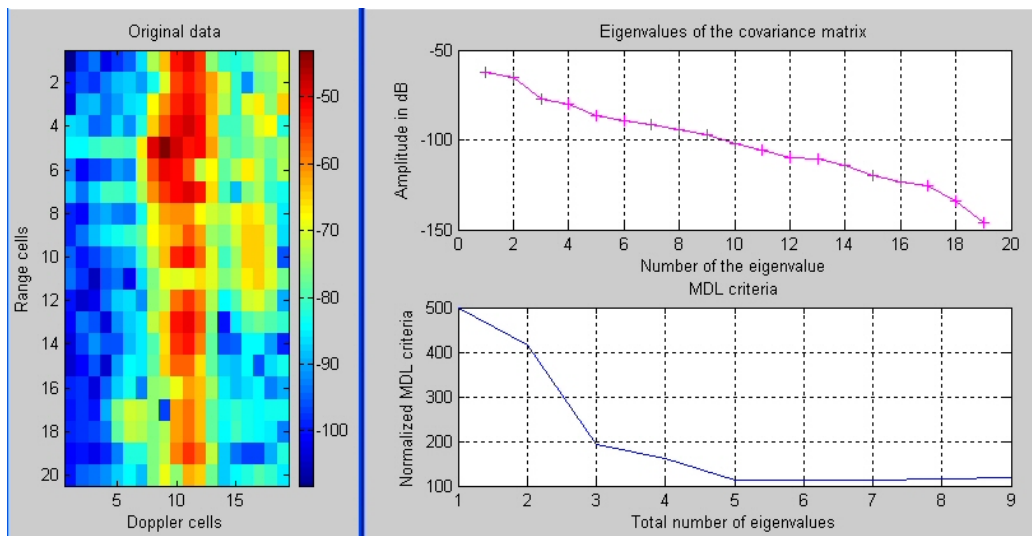 Original data
Range cells
2
4
6
8
10
12
14
16
18
20
5 10 15
Doppler cells
-50
-60
-70
-80
-90
-100
Eigenvalues of the covariance matrix
Amplitude in dB
-50
-100
-150
0 2 4 6 8 10 12 14 16 18 20
Number of the eigenvalue
MDL criteria
Normalized MDL criteria
500
400
300
200
100
1 2 3 4 5 6 7 8 9
Total number of eigenvalues